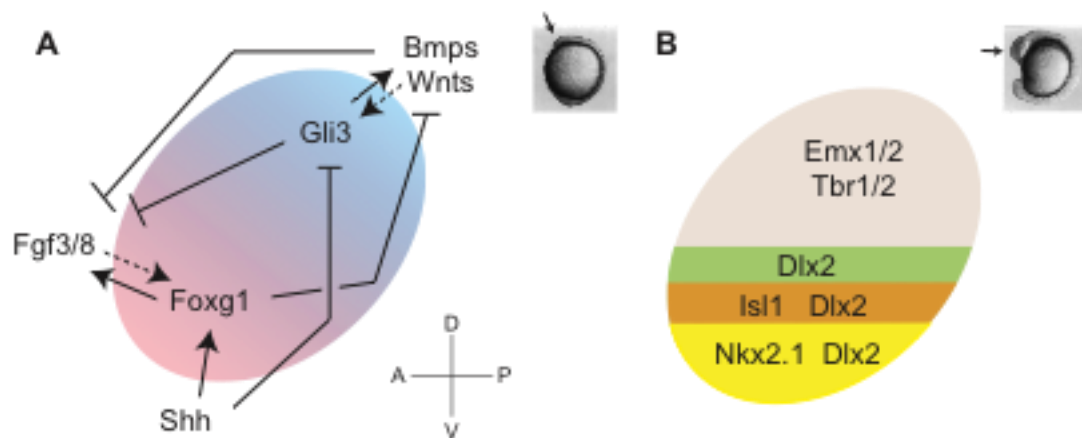 A
Bmps
Wnts
Gli3
Fgf3/8
Foxg1
Shh
D
A
P
V
B
Emx1/2
Tbr1/2
Dlx2
Isl1 Dlx2
Nkx2.1 Dlx2